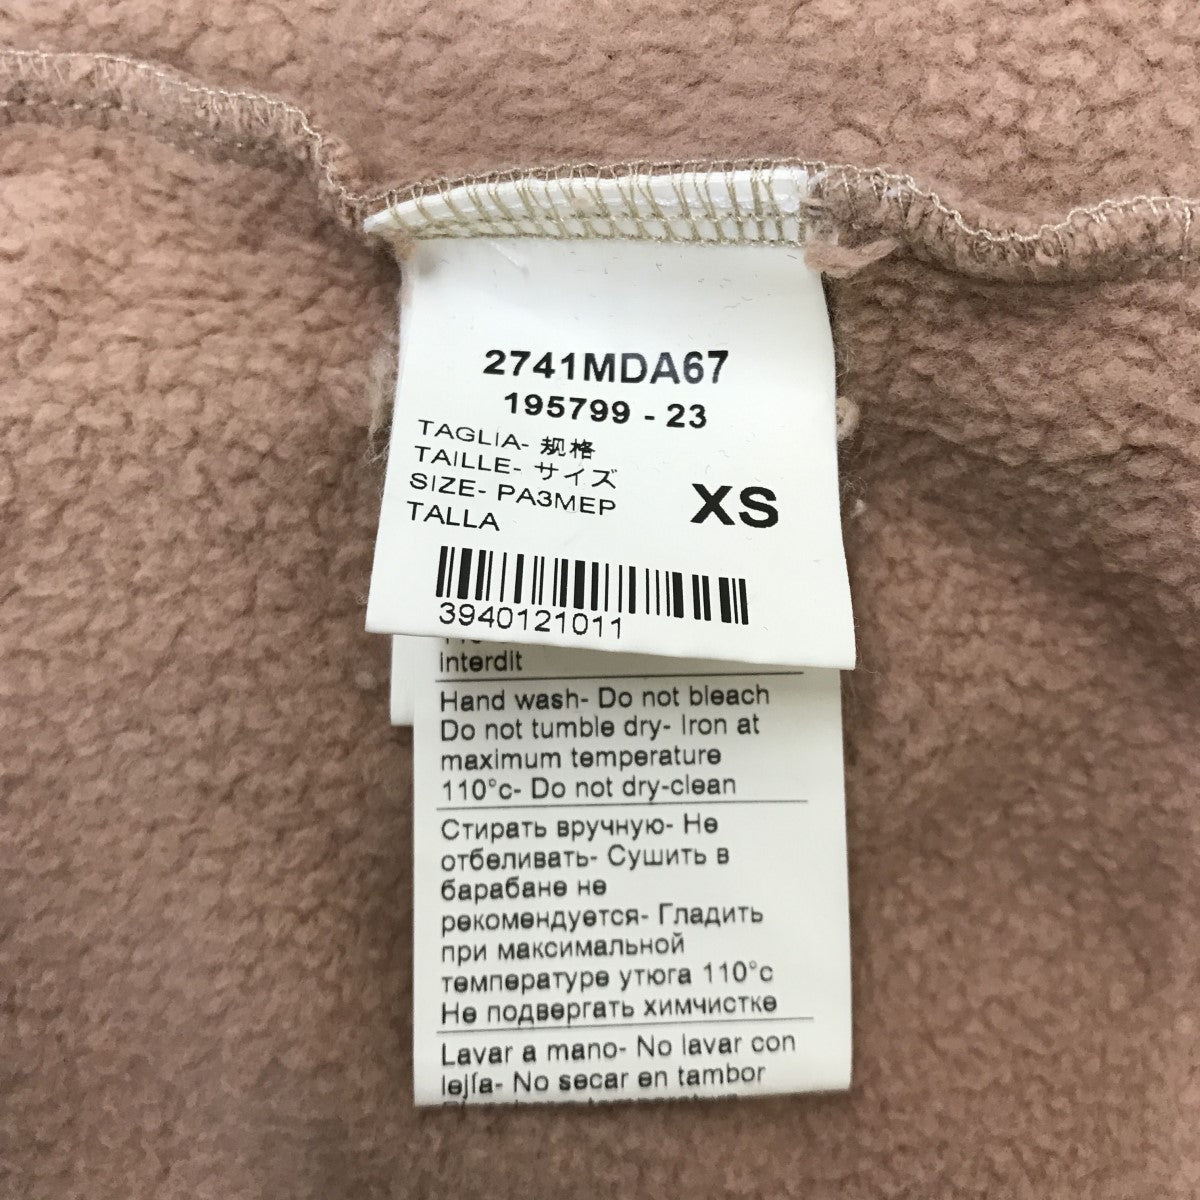 2741MDA67
195799 - 23
TAGLIA- 规格
TAILLE- サイズ
SIZE- РАЗМЕР
TALLA
XS
3940121011
interdit
Hand wash- Do not bleach
Do not tumble dry- Iron at
maximum temperature
110°c- Do not dry-clean
Стирать вручную- Не
отбеливать- Сушить в
барабане не
рекомендуется- Гладить
при максимальной
температуре утюга 110°c
Не подвергать химчистке
Lavar a mano- No lavar con
lejía- No secar en tambor